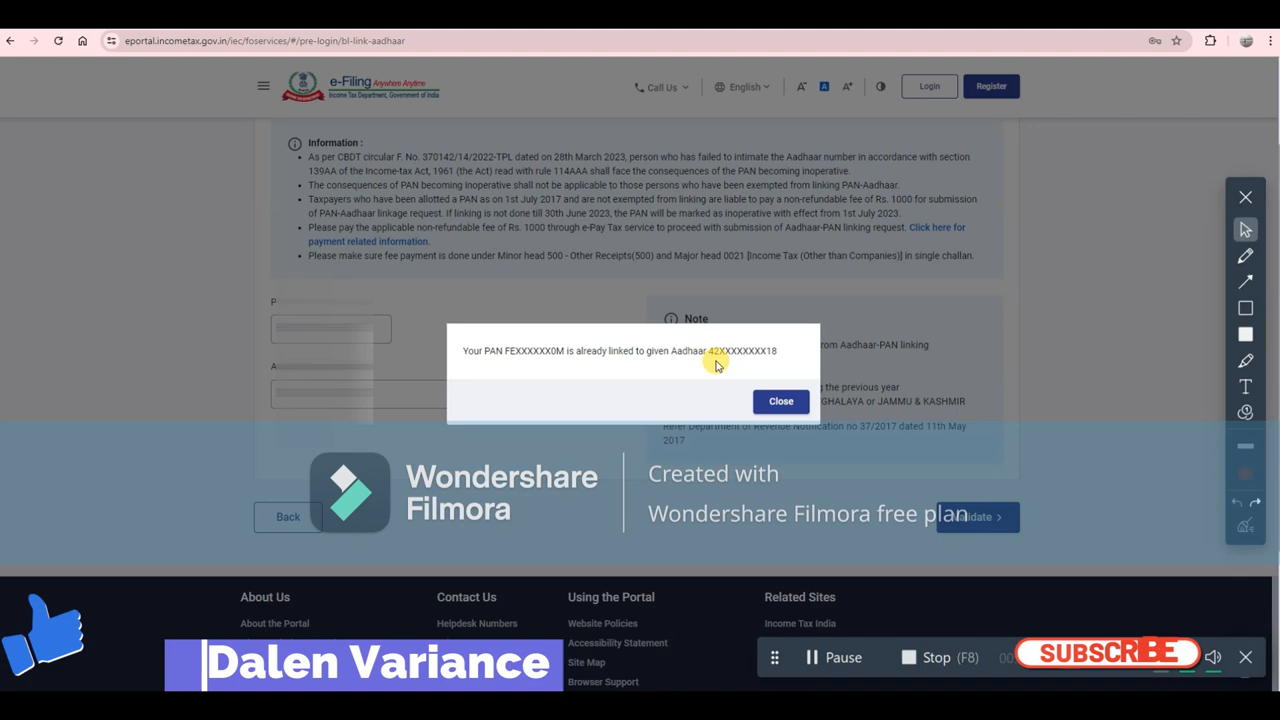 eportal.incometax.gov.in/iec/foservices/#/pre-login/bl-link-aadhaar
e-Filing Anywhere Anytime
Income Tax Department, Government of India
Call Us
English
A
A
A
Login
Register
Information :
As per CBDT circular F. No. 370142/14/2022-TPL dated on 28th March 2023, person who has failed to intimate the Aadhaar number in accordance with section
139AA of the Income-tax Act, 1961 (the Act) read with rule 114AAA shall face the consequences of the PAN becoming inoperative.
The consequences of PAN becoming inoperative shall not be applicable to those persons who have been exempted from linking PAN-Aadhaar.
Taxpayers who have been allotted a PAN as on 1st July 2017 and are not exempted from linking are liable to pay a non-refundable fee of Rs. 1000 for submission
of PAN-Aadhaar linkage request. If linking is not done till 30th June 2023, the PAN will be marked as inoperative with effect from 1st July 2023.
Please pay the applicable non-refundable fee of Rs. 1000 through e-Pay Tax service to proceed with submission of Aadhaar-PAN linking request. Click here for
payment related information.
Please make sure fee payment is done under Minor head 500 - Other Receipts(500) and Major head 0021 [Income Tax (Other than Companies)] in single challan.
P
Note
from Aadhaar-PAN linking
Your PAN FEXXXXXX0M is already linked to given Aadhaar 42XXXXXXXX18
Close
A
the previous year
or JAMMU & KASHMIR
Refer Department of Revenue Notification no 37/2017 dated 11th May
2017
Wondershare
Filmora
Created with
Wondershare Filmora free plan
Back
Validate
About Us
Contact Us
Using the Portal
Related Sites
About the Portal
Helpdesk Numbers
Website Policies
Income Tax India
Accessibility Statement
Site Map
Browser Support
Dalen Variance
Pause
Stop (F8)
SUBSCRIBE